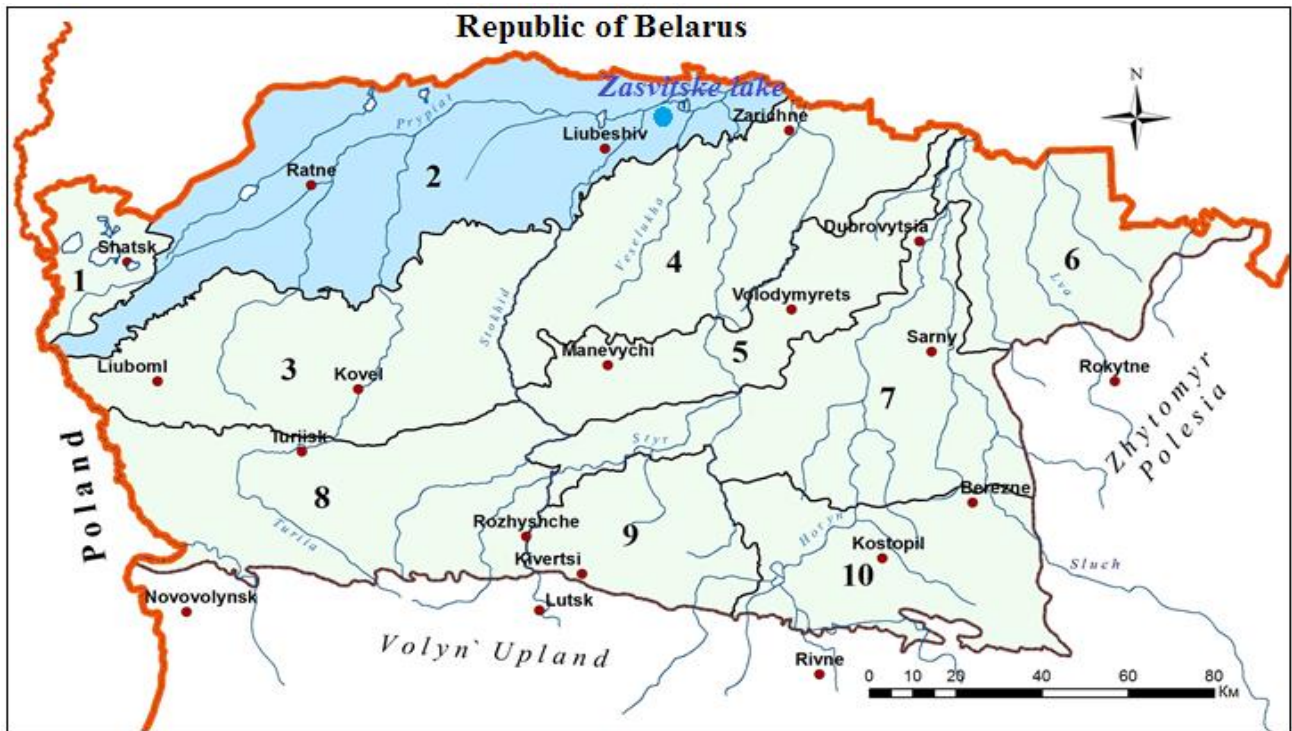 Republic of Belarus
Zasvitske lake
N
Prypiat
Zarichne
Liubeshiv
Ratne
2
Veselukha
Dubrovytsia
Shatsk
1
4
6
Lva
Stokhid
Volodymyrets
Liuboml
3
Kovel
Manevychi
5
Sarny
Rokytne
7
Zhytomyr
Polesia
Poland
Turiisk
Styr
8
Berezne
Turiia
Rozhyshche
9
Horyn
Kostopil
Kivertsi
10
Sluch
Novovolynsk
Lutsk
Volyn` Upland
Rivne
0 10 20 40 60 80
Км